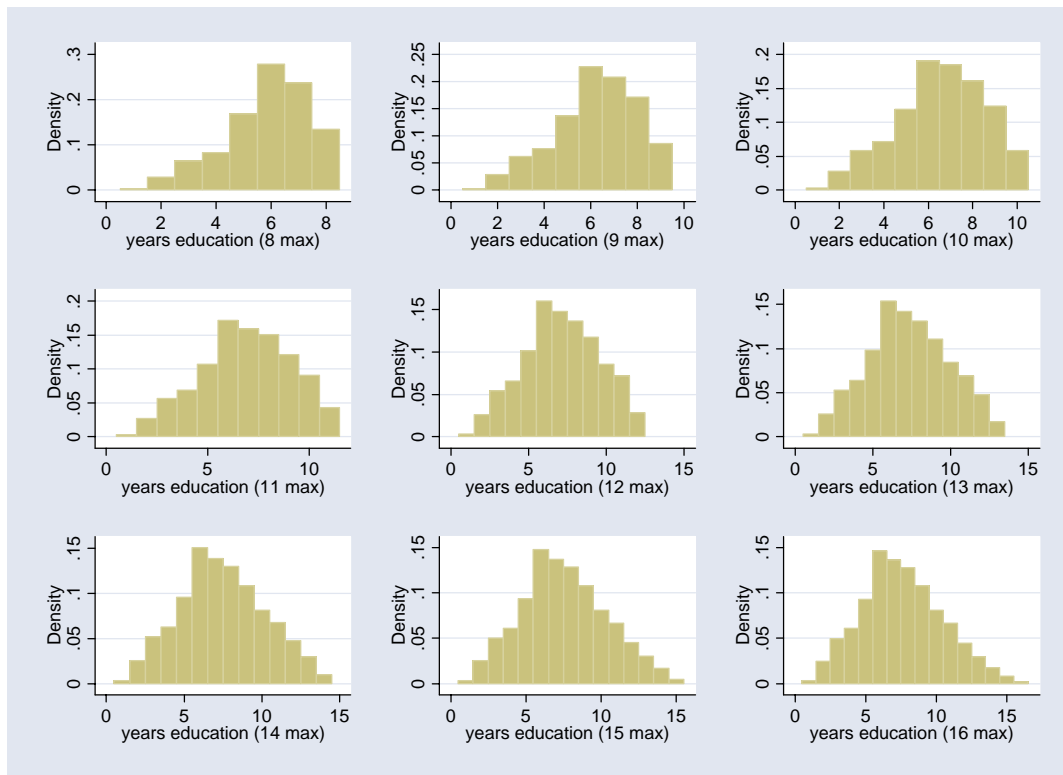 0 .1 .2 .3
Density
0 2 4 6 8
years education (8 max)
0 .05 .1 .15 .2 .25
Density
0 2 4 6 8 10
years education (9 max)
0 .05 .1 .15 .2
Density
0 2 4 6 8 10
years education (10 max)
0 .05 .1 .15 .2
Density
0 5 10
years education (11 max)
0 .05 .1 .15
Density
0 5 10 15
years education (12 max)
0 .05 .1 .15
Density
0 5 10 15
years education (13 max)
0 .05 .1 .15
Density
0 5 10 15
years education (14 max)
0 .05 .1 .15
Density
0 5 10 15
years education (15 max)
0 .05 .1 .15
Density
0 5 10 15
years education (16 max)